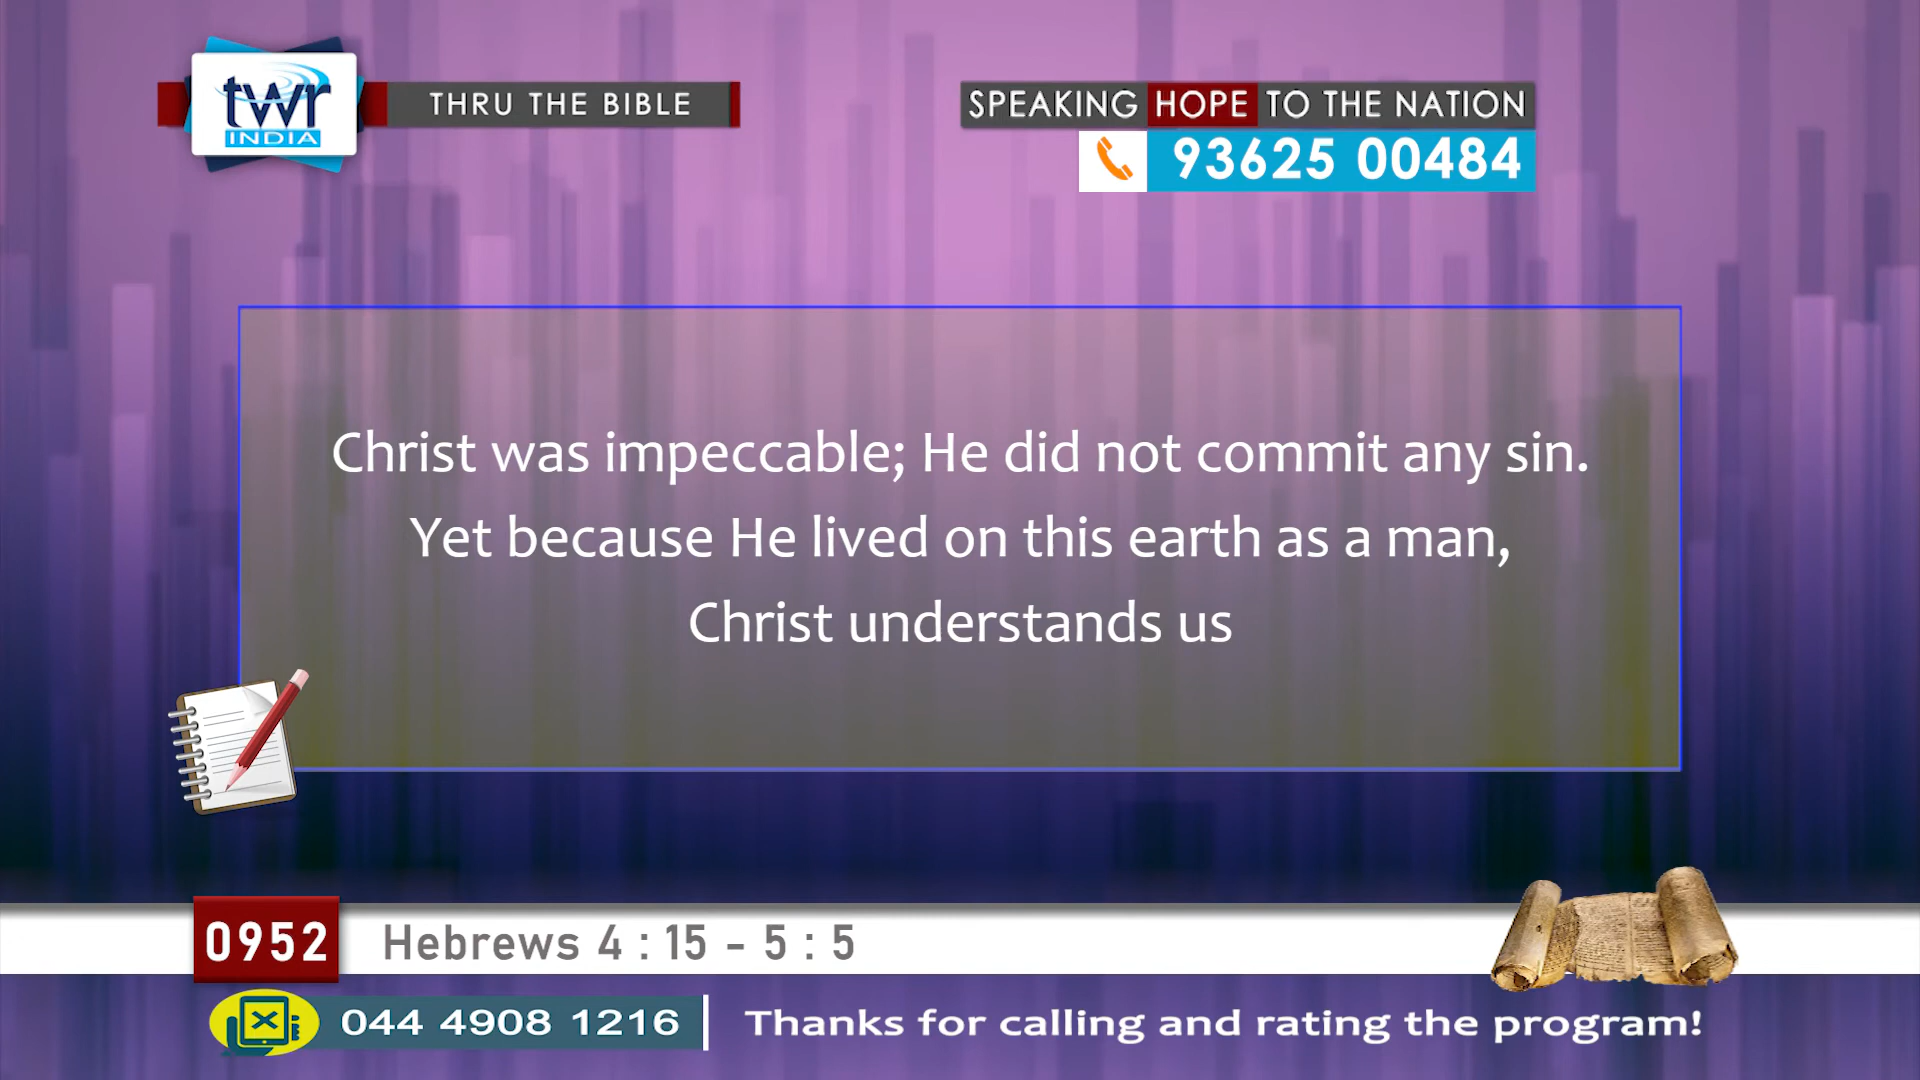 twr
INDIA
THRU THE BIBLE
SPEAKING HOPE TO THE NATION
93625 00484
Christ was impeccable; He did not commit any sin.
Yet because He lived on this earth as a man,
Christ understands us
0952
Hebrews 4 : 15 - 5 : 5
044 4908 1216
Thanks for calling and rating the program!